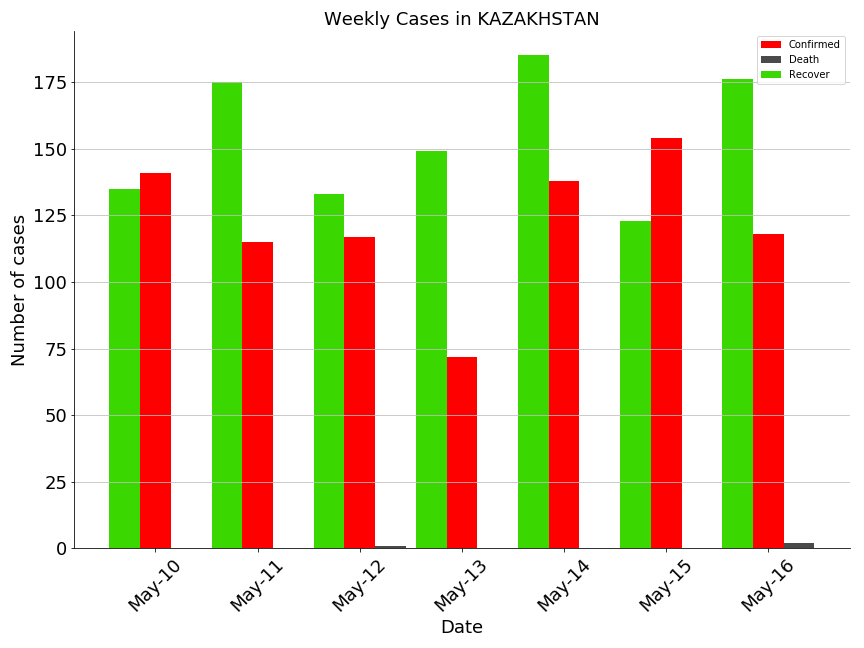 Weekly Cases in KAZAKHSTAN
Confirmed
Death
Recover
Number of cases
175
150
125
100
75
50
25
0
May-10
May-11
May-12
May-13
May-14
May-15
May-16
Date